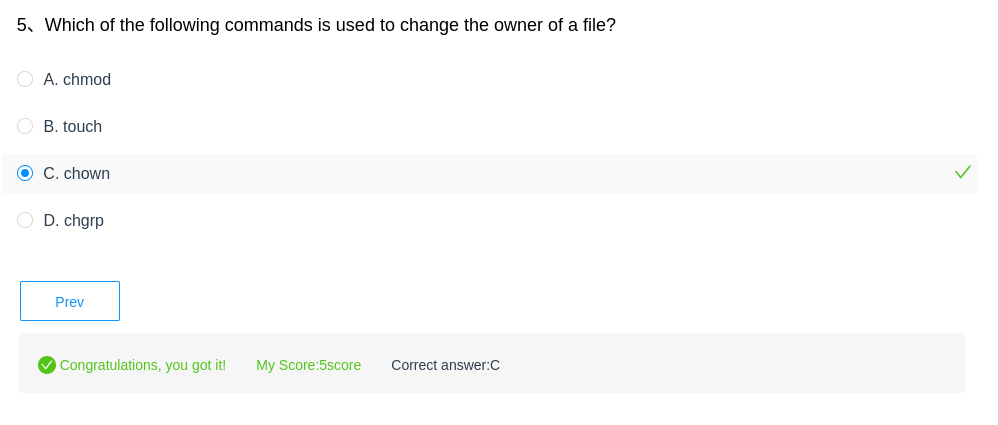 5、Which of the following commands is used to change the owner of a file?
A. chmod
B. touch
C. chown
D. chgrp
Prev
Congratulations, you got it! My Score:5score Correct answer:C